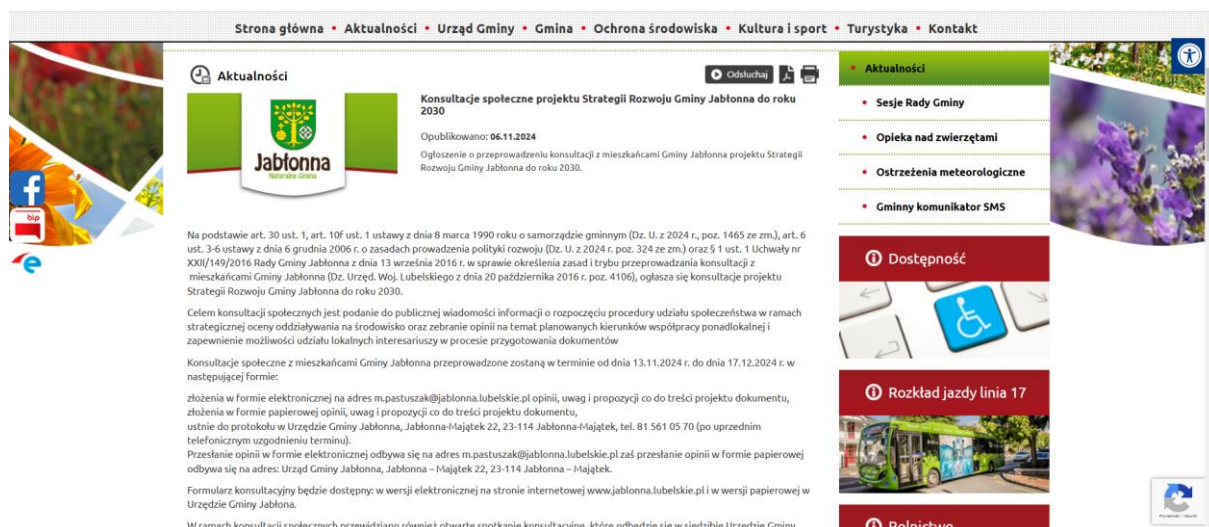 Strona główna • Aktualności • Urząd Gminy • Gmina • Ochrona środowiska • Kultura i sport • Turystyka • Kontakt
Aktualności
Odsłuchaj
Jabłonna
Naturalna Gmina
Konsultacje społeczne projektu Strategii Rozwoju Gminy Jabłonna do roku
2030
Opublikowano: 06.11.2024
Ogłoszenie o przeprowadzeniu konsultacji z mieszkańcami Gminy Jabłonna projektu Strategii
Rozwoju Gminy Jabłonna do roku 2030.
bip
Na podstawie art. 30 ust. 1, art. 10f ust. 1 ustawy z dnia 8 marca 1990 roku o samorządzie gminnym (Dz. U. z 2024 r., poz. 1465 ze zm.), art. 6
ust. 3-6 ustawy z dnia 6 grudnia 2006 r. o zasadach prowadzenia polityki rozwoju (Dz. U. z 2024 r. poz. 324 ze zm.) oraz § 1 ust. 1 Uchwały nr
XXII/149/2016 Rady Gminy Jabłonna z dnia 13 września 2016 r. w sprawie określenia zasad i trybu przeprowadzania konsultacji z
mieszkańcami Gminy Jabłonna (Dz. Urzęd. Woj. Lubelskiego z dnia 20 października 2016 r. poz. 4106), ogłasza się konsultacje projektu
Strategii Rozwoju Gminy Jabłonna do roku 2030.
Celem konsultacji społecznych jest podanie do publicznej wiadomości informacji o rozpoczęciu procedury udziału społeczeństwa w ramach
strategicznej oceny oddziaływania na środowisko oraz zebranie opinii na temat planowanych kierunków współpracy ponadlokalnej i
zapewnienie możliwości udziału lokalnych interesariuszy w procesie przygotowania dokumentów
Konsultacje społeczne z mieszkańcami Gminy Jabłonna przeprowadzone zostaną w terminie od dnia 13.11.2024 r. do dnia 17.12.2024 r. w
następującej formie:
złożenia w formie elektronicznej na adres m.pastuszak@jablonna.lubelskie.pl opinii, uwag i propozycji co do treści projektu dokumentu,
złożenia w formie papierowej opinii, uwag i propozycji co do treści projektu dokumentu,
ustnie do protokołu w Urzędzie Gminy Jabłonna, Jabłonna-Majątek 22, 23-114 Jabłonna-Majątek, tel. 81 561 05 70 (po uprzednim
telefonicznym uzgodnieniu terminu).
Przesłanie opinii w formie elektronicznej odbywa się na adres m.pastuszak@jablonna.lubelskie.pl zaś przesłanie opinii w formie papierowej
odbywa się na adres: Urząd Gminy Jabłonna, Jabłonna – Majątek 22, 23-114 Jabłonna – Majątek.
Formularz konsultacyjny będzie dostępny: w wersji elektronicznej na stronie internetowej www.jablonna.lubelskie.pl i w wersji papierowej w
Urzędzie Gminy Jabłona.
W ramach konsultacji społecznych przewidziano również otwarte spotkanie konsultacyjne, które odbędzie się w siedzibie Urzędzie Gminy
• Aktualności
• Sesje Rady Gminy
• Opieka nad zwierzętami
• Ostrzeżenia meteorologiczne
• Gminny komunikator SMS
Dostępność
Rozkład jazdy linia 17
Rolnictwo